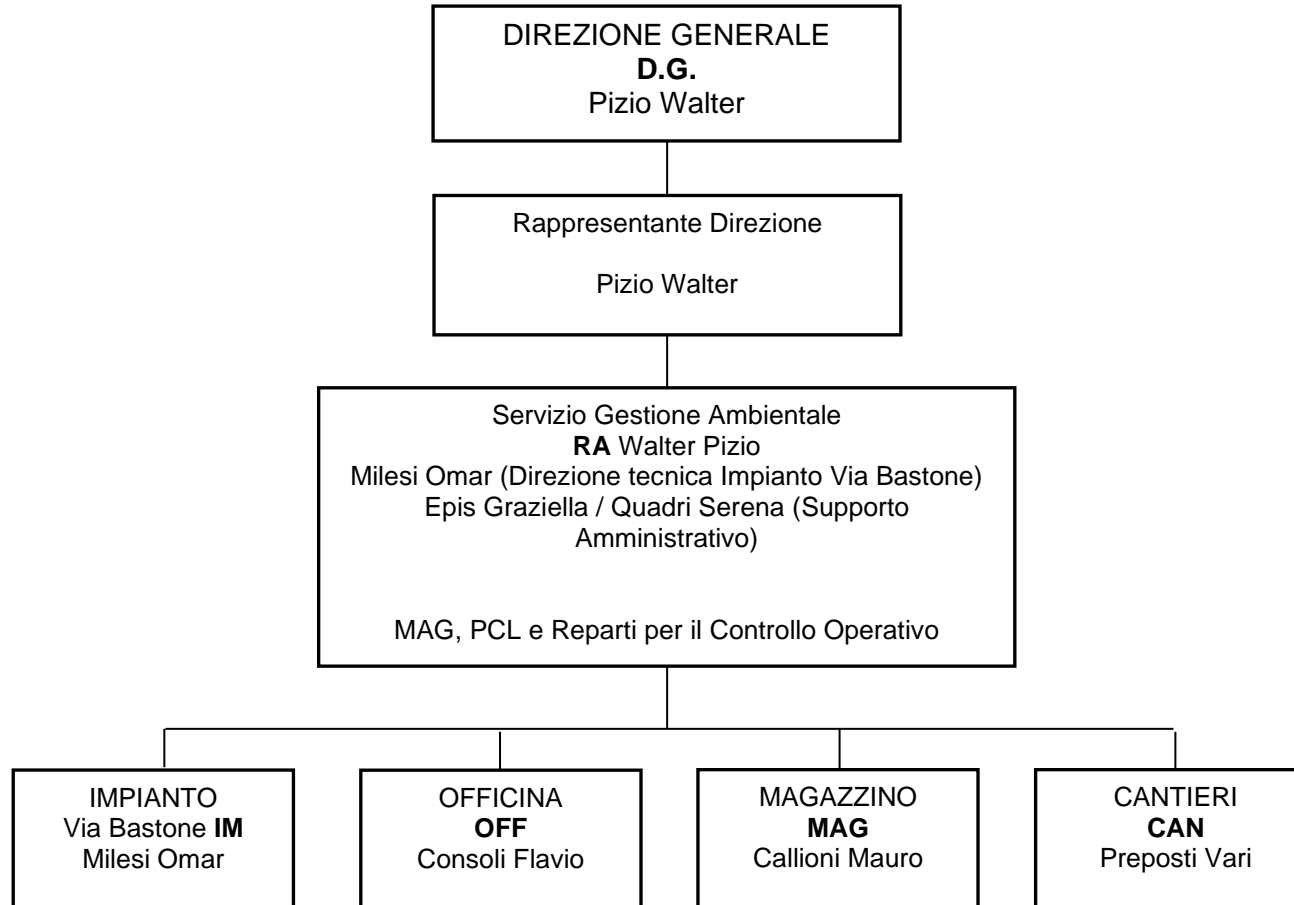 DIREZIONE GENERALE
D.G.
Pizio Walter
Rappresentante Direzione
Pizio Walter
Servizio Gestione Ambientale
RA Walter Pizio
Milesi Omar (Direzione tecnica Impianto Via Bastone)
Epis Graziella / Quadri Serena (Supporto
Amministrativo)
MAG, PCL e Reparti per il Controllo Operativo
IMPIANTO
Via Bastone IM
Milesi Omar
OFFICINA
OFF
Consoli Flavio
MAGAZZINO
MAG
Callioni Mauro
CANTIERI
CAN
Preposti Vari